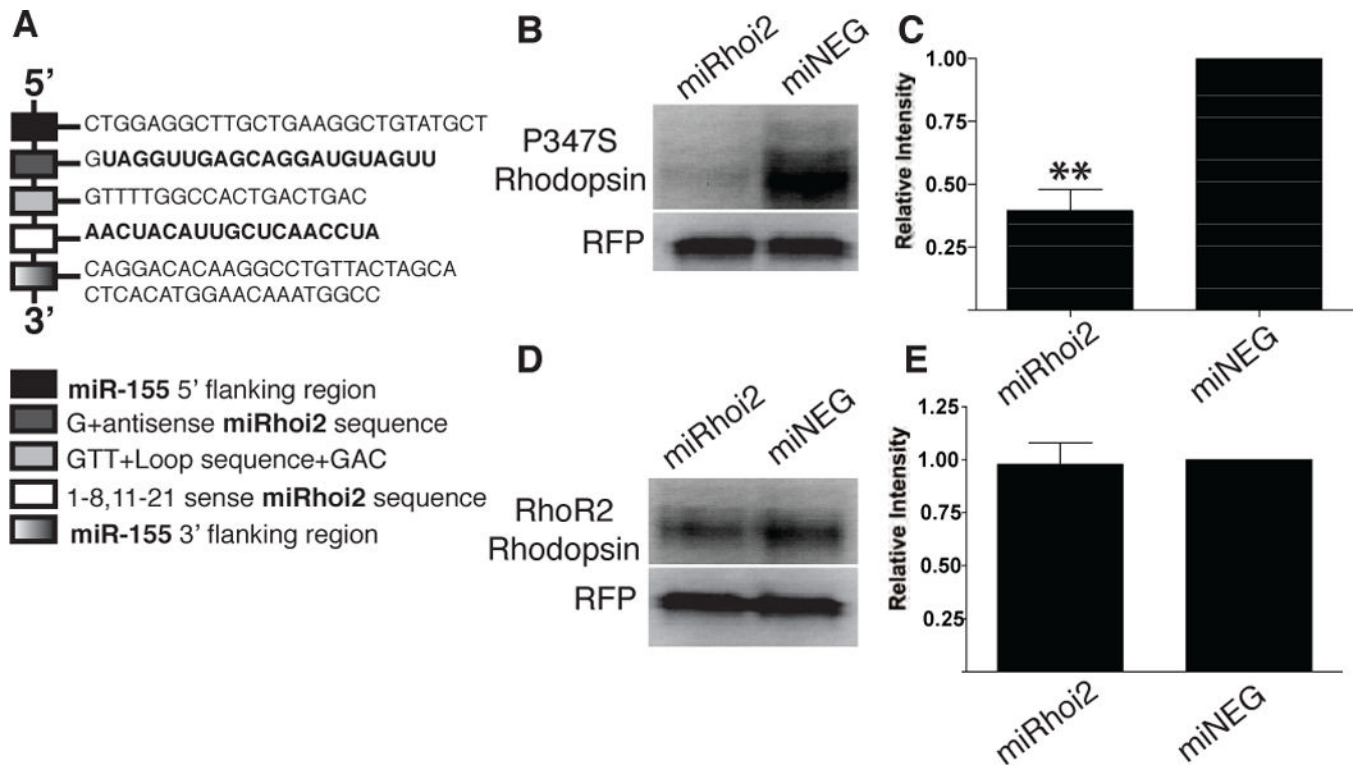 A
5'
CTGGAGGCTTGCTGAAGGCTGTATGCT
GUAGGUUGAGCAGGAUGUAGUU
GTTTTGGCCACTGACTGAC
AACUACAUUGCUCAACCUA
CAGGACACAAGGCCTGTTACTAGCA
CTCACATGGAACAAATGGCC
3'
miR-155 5' flanking region
G+antisense miRhoi2 sequence
GTT+Loop sequence+GAC
1-8,11-21 sense miRhoi2 sequence
miR-155 3' flanking region
B
miRhoi2
miNEG
P347S
Rhodopsin
RFP
C
Relative Intensity
1.00
0.75
0.50
0.25
**
miRhoi2
miNEG
D
miRhoi2
miNEG
RhoR2
Rhodopsin
RFP
E
Relative Intensity
1.25
1.00
0.75
0.50
0.25
miRhoi2
miNEG